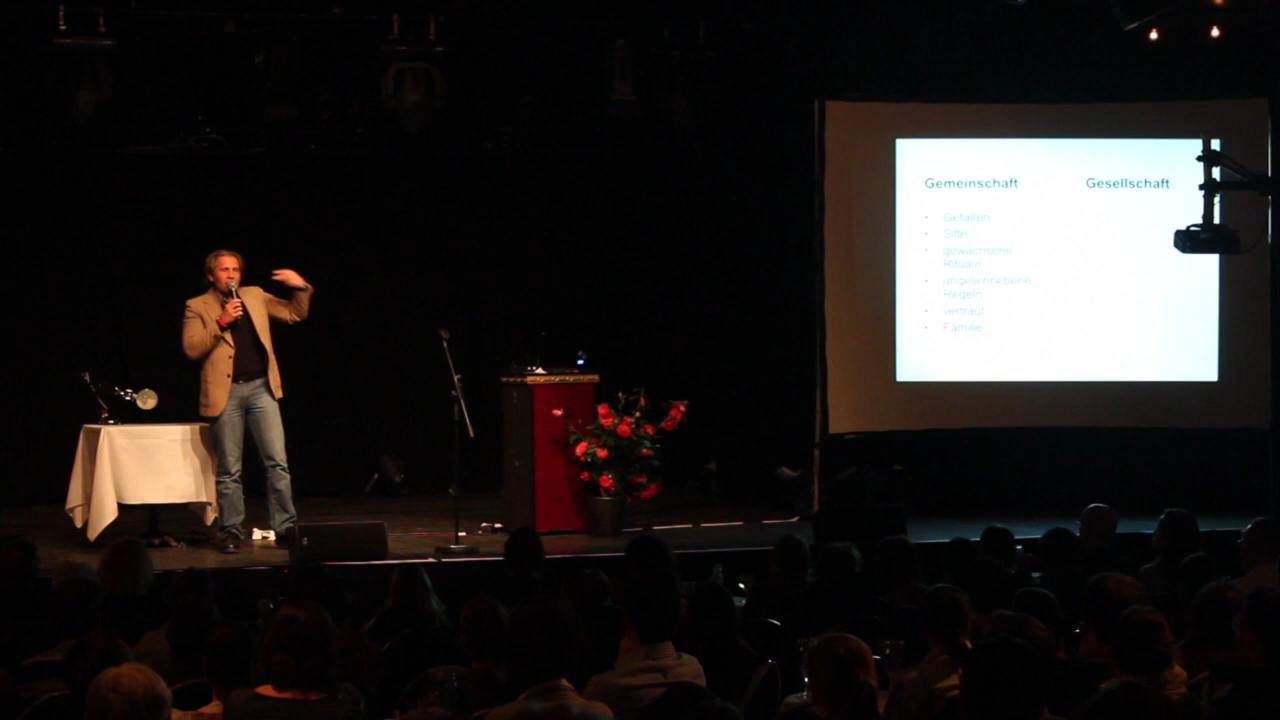 Gemeinschaft Gesellschaft
• Gefallen
• Sitte
• gewachsene
Rituale
• ungeschriebene
Regeln
• vertraut
• Familie